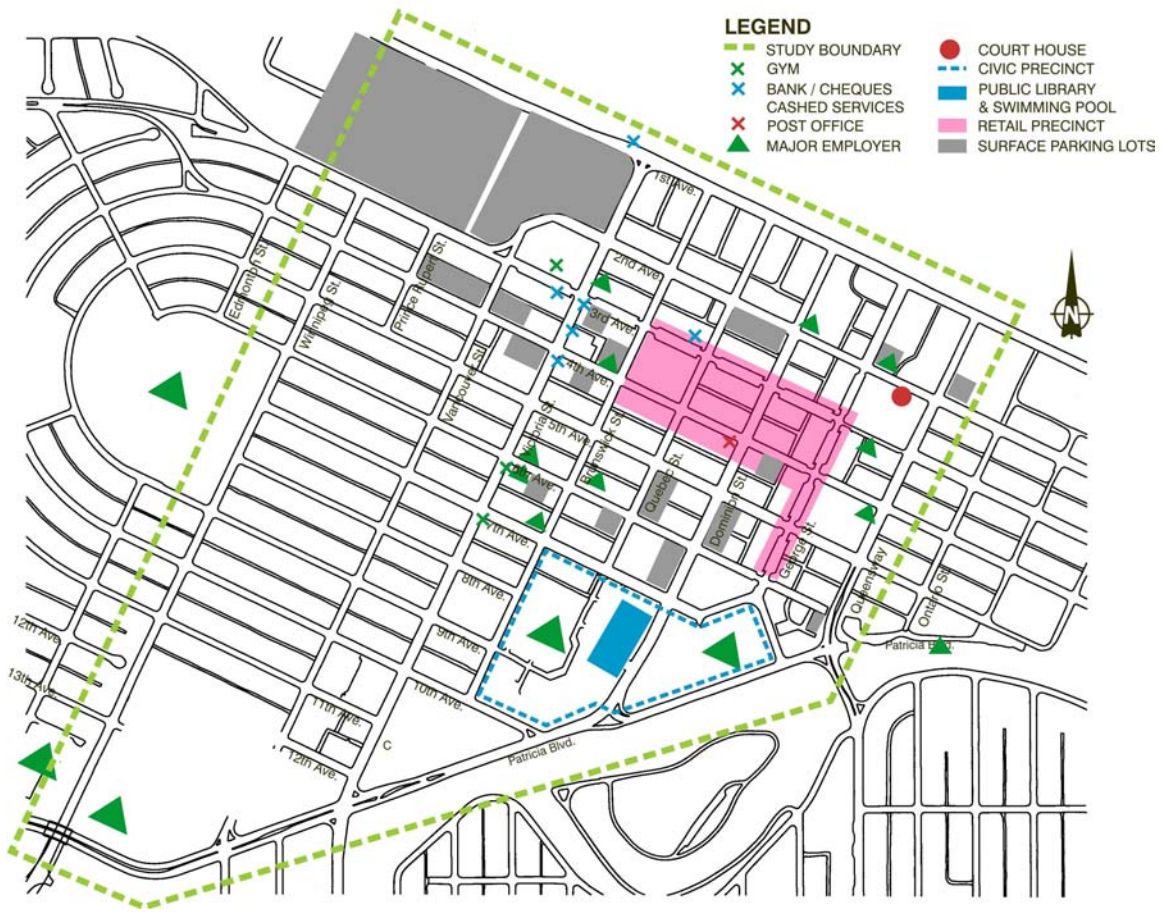 LEGEND
STUDY BOUNDARY
GYM
BANK / CHEQUES
CASHED SERVICES
POST OFFICE
MAJOR EMPLOYER
COURT HOUSE
CIVIC PRECINCT
PUBLIC LIBRARY
& SWIMMING POOL
RETAIL PRECINCT
SURFACE PARKING LOTS
N
1st Ave.
2nd Ave.
3rd Ave.
4th Ave.
5th Ave.
6th Ave.
7th Ave.
8th Ave.
9th Ave.
10th Ave.
11th Ave.
12th Ave.
12th Ave.
13th Ave.
Edmonton St.
Winnipeg St.
Prince Rupert St.
Vancouver St.
Victoria St.
Brunswick St.
Quebec St.
Dominion St.
George St.
Queensway
Ontario St.
Patricia Blvd.
Patricia Blvd.
C